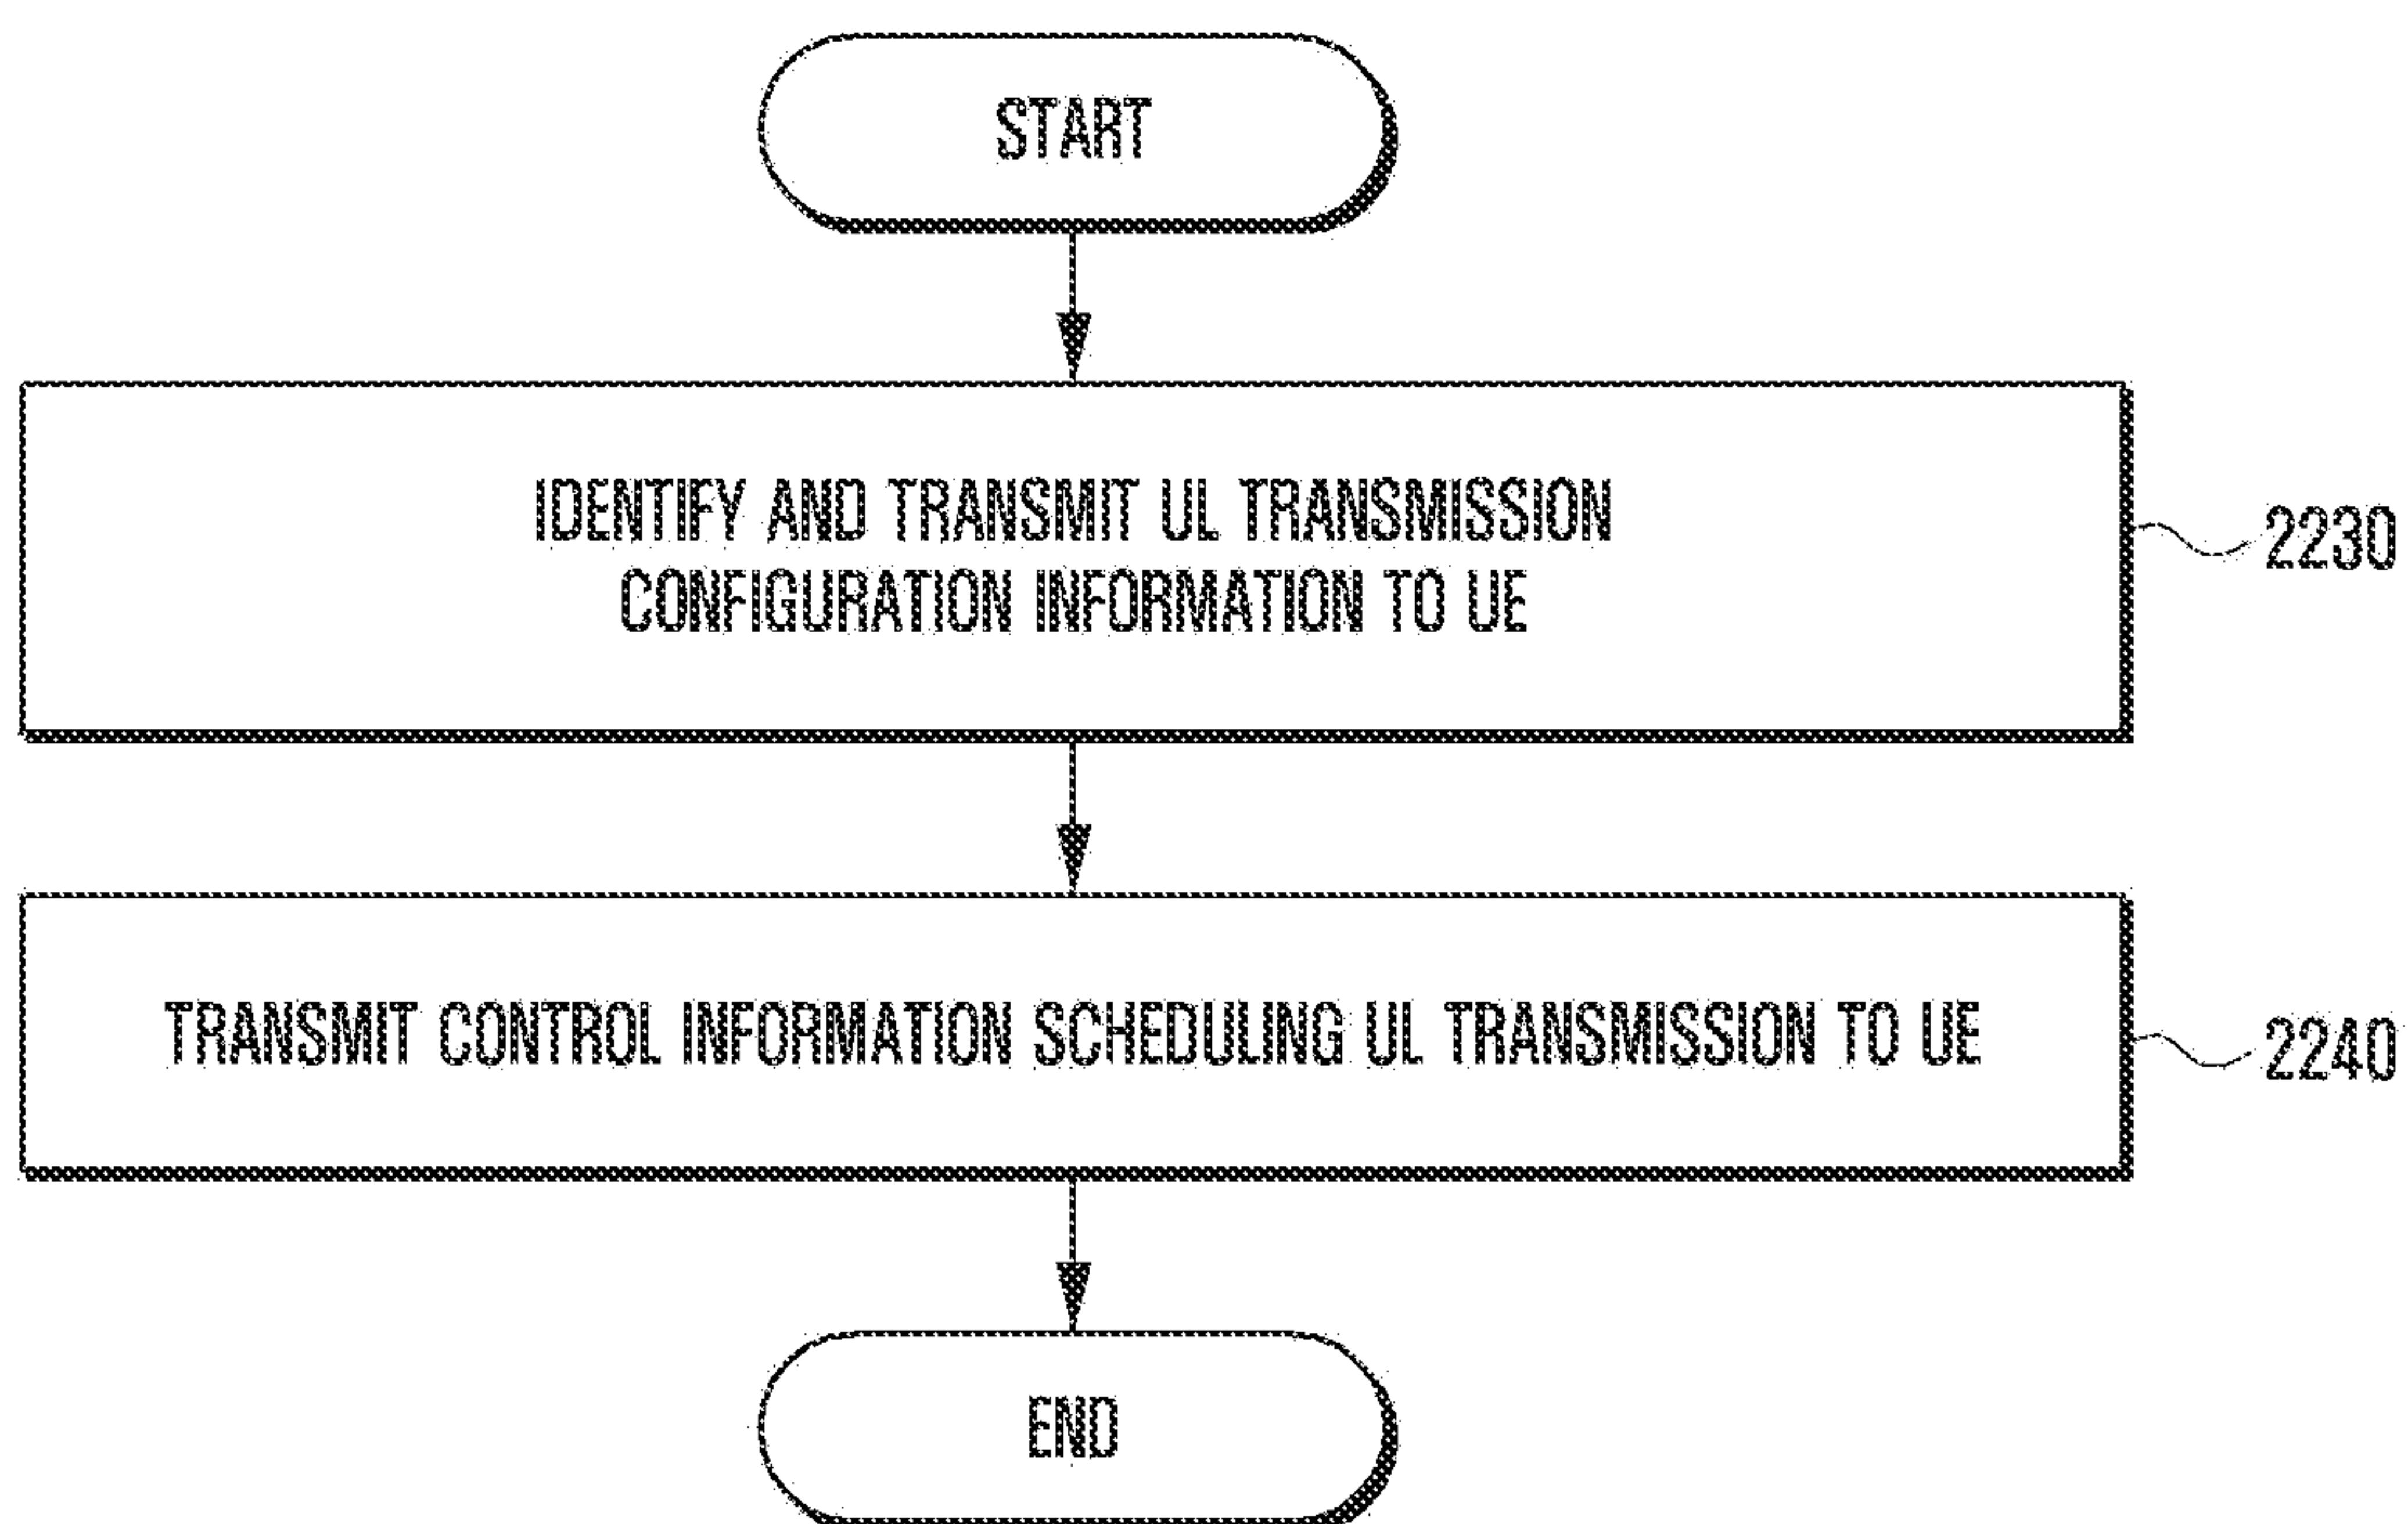 START
IDENTIFY AND TRANSMIT UL TRANSMISSION
CONFIGURATION INFORMATION TO UE
2230
TRANSMIT CONTROL INFORMATION SCHEDULING UL TRANSMISSION TO UE
2240
END